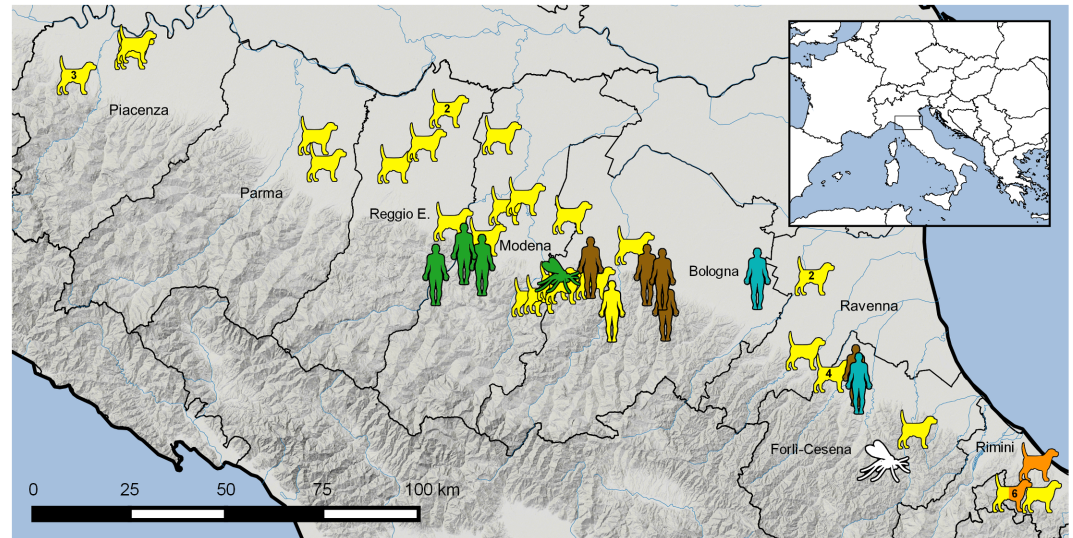 3
Piacenza
2
Parma
Reggio E.
Modena
Bologna
2
Ravenna
4
Forlì-Cesena
Rimini
6
0 25 50 75 100 km